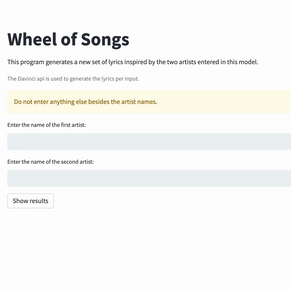 Wheel of Songs
This program generates a new set of lyrics inspired by the two artists entered in this model.
The Davinci api is used to generate the lyrics per input.
Do not enter anything else besides the artist names.
Enter the name of the first artist:
Enter the name of the second artist:
Show results